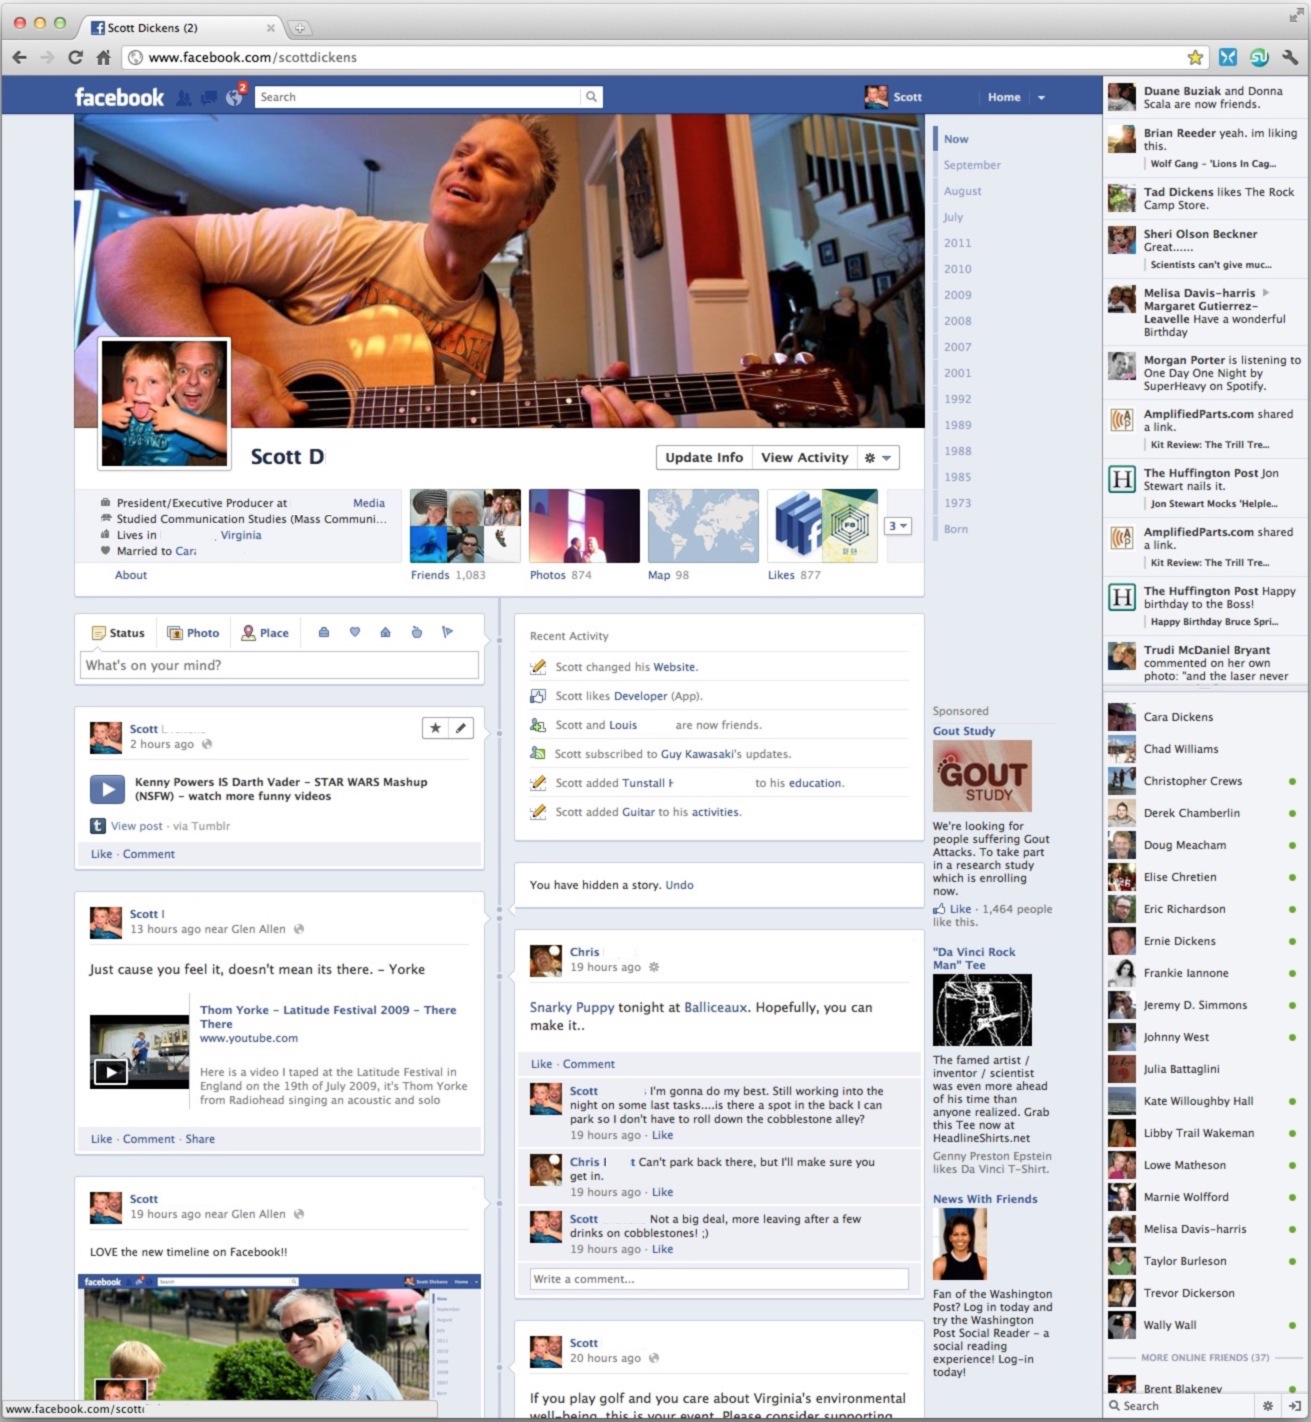 Scott Dickens (2)
www.facebook.com/scottdickens
facebook
2
Search
Scott
Home
Now
September
August
July
2011
2010
2009
2008
2007
2001
1992
1989
1988
1985
1973
Born
Scott D
Update Info
View Activity
President/Executive Producer at Media
Studied Communication Studies (Mass Communi...
Lives in Virginia
Married to Cara
About
Friends 1,083
Photos 874
Map 98
Likes 877
3
Status
Photo
Place
What's on your mind?
Scott
2 hours ago
Kenny Powers IS Darth Vader – STAR WARS Mashup
(NSFW) – watch more funny videos
View post · via Tumblr
Like · Comment
Scott
13 hours ago near Glen Allen
Just cause you feel it, doesn't mean its there. – Yorke
Thom Yorke – Latitude Festival 2009 – There
There
www.youtube.com
Here is a video I taped at the Latitude Festival in
England on the 19th of July 2009, it's Thom Yorke
from Radiohead singing an acoustic and solo
Like · Comment · Share
Scott
19 hours ago near Glen Allen
LOVE the new timeline on Facebook!!
facebook
Search
Scott Dickens
Home
www.facebook.com/scott
Recent Activity
Scott changed his Website.
Scott likes Developer (App).
Scott and Louis are now friends.
Scott subscribed to Guy Kawasaki's updates.
Scott added Tunstall H to his education.
Scott added Guitar to his activities.
You have hidden a story. Undo
Chris
19 hours ago
Snarky Puppy tonight at Balliceaux. Hopefully, you can
make it..
Like · Comment
Scott I'm gonna do my best. Still working into the
night on some last tasks....is there a spot in the back I can
park so I don't have to roll down the cobblestone alley?
19 hours ago · Like
Chris t Can't park back there, but I'll make sure you
get in.
19 hours ago · Like
Scott Not a big deal, more leaving after a few
drinks on cobblestones! ;)
19 hours ago · Like
Write a comment...
Scott
20 hours ago
If you play golf and you care about Virginia's environmental
well-being, this is your event. Please consider supporting
Sponsored
Gout Study
GOUT
STUDY
We're looking for
people suffering Gout
Attacks. To take part
in a research study
which is enrolling
now.
Like · 1,464 people
like this.
"Da Vinci Rock
Man" Tee
The famed artist /
inventor / scientist
was even more ahead
of his time than
anyone realized. Grab
this Tee now at
HeadlineShirts.net
Genny Preston Epstein
likes Da Vinci T-Shirt.
News With Friends
Fan of the Washington
Post? Log in today and
try the Washington
Post Social Reader – a
social reading
experience! Log-in
today!
Duane Buziak and Donna
Scala are now friends.
Brian Reeder yeah. im liking
this.
Wolf Gang – 'Lions In Cag...
Tad Dickens likes The Rock
Camp Store.
Sheri Olson Beckner
Great......
Scientists can't give muc...
Melisa Davis-harris
Margaret Gutierrez-
Leavelle Have a wonderful
Birthday
Morgan Porter is listening to
One Day One Night by
SuperHeavy on Spotify.
AmplifiedParts.com shared
a link.
Kit Review: The Trill Tre...
H
The Huffington Post Jon
Stewart nails it.
Jon Stewart Mocks 'Helple...
AmplifiedParts.com shared
a link.
Kit Review: The Trill Tre...
H
The Huffington Post Happy
birthday to the Boss!
Happy Birthday Bruce Spri...
Trudi McDaniel Bryant
commented on her own
photo: "and the laser never
Cara Dickens
Chad Williams
Christopher Crews
Derek Chamberlin
Doug Meacham
Elise Chretien
Eric Richardson
Ernie Dickens
Frankie Iannone
Jeremy D. Simmons
Johnny West
Julia Battaglini
Kate Willoughby Hall
Libby Trail Wakeman
Lowe Matheson
Marnie Wolfford
Melisa Davis-harris
Taylor Burleson
Trevor Dickerson
Wally Wall
MORE ONLINE FRIENDS (37)
Brent Blakeney
Search